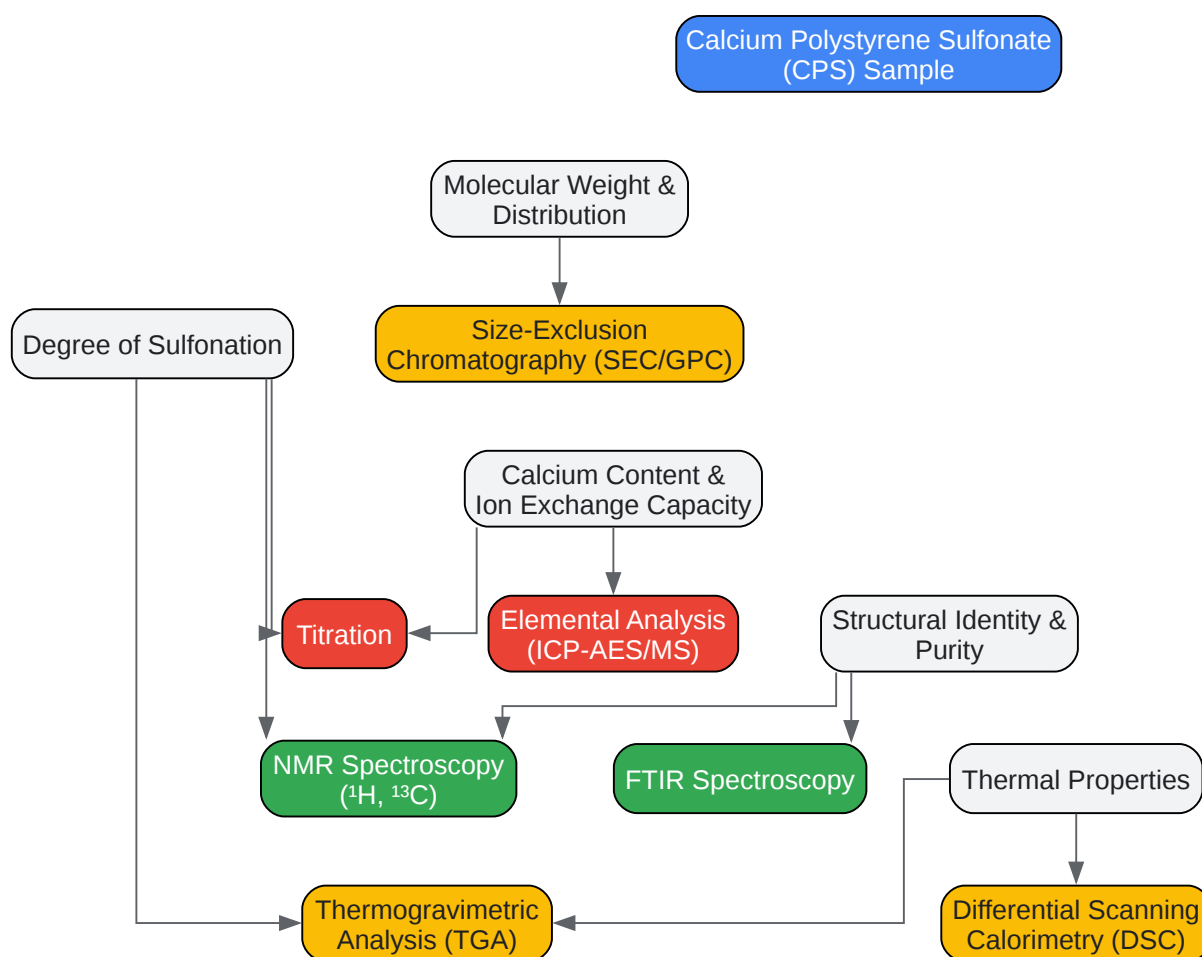 Calcium Polystyrene Sulfonate
(CPS) Sample
Molecular Weight &
Distribution
Size-Exclusion
Chromatography (SEC/GPC)
Degree of Sulfonation
Calcium Content &
Ion Exchange Capacity
Titration
Elemental Analysis
(ICP-AES/MS)
Structural Identity &
Purity
NMR Spectroscopy
(¹H, ¹³C)
FTIR Spectroscopy
Thermal Properties
Thermogravimetric
Analysis (TGA)
Differential Scanning
Calorimetry (DSC)